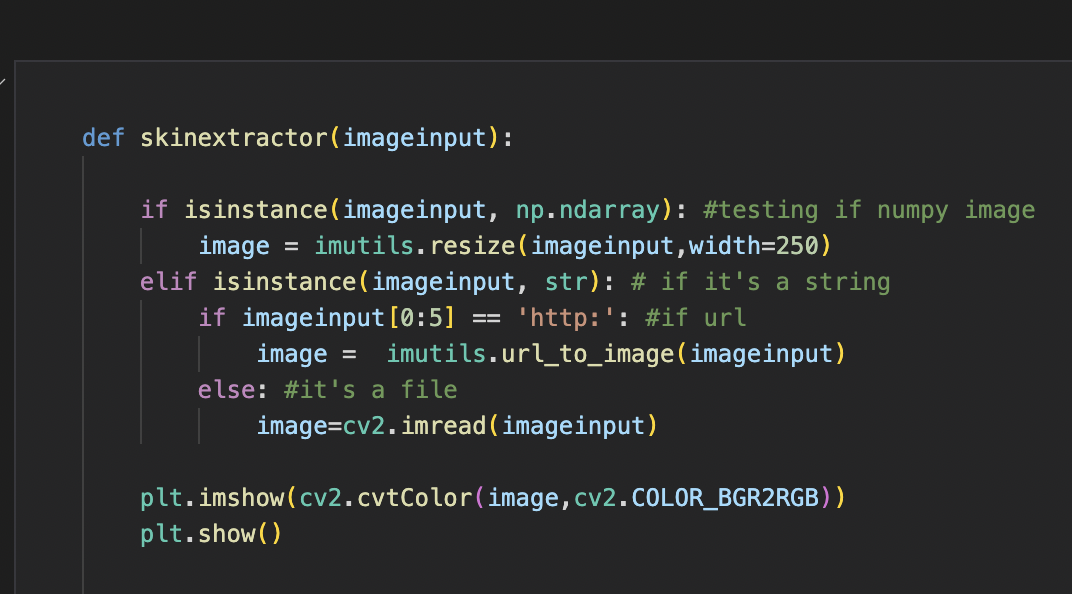 def skinextractor(imageinput):
if isinstance(imageinput, np.ndarray): #testing if numpy image
image = imutils.resize(imageinput,width=250)
elif isinstance(imageinput, str): # if it's a string
if imageinput[0:5] == 'http:': #if url
image =  imutils.url_to_image(imageinput)
else: #it's a file
image=cv2.imread(imageinput)
plt.imshow(cv2.cvtColor(image,cv2.COLOR_BGR2RGB))
plt.show()